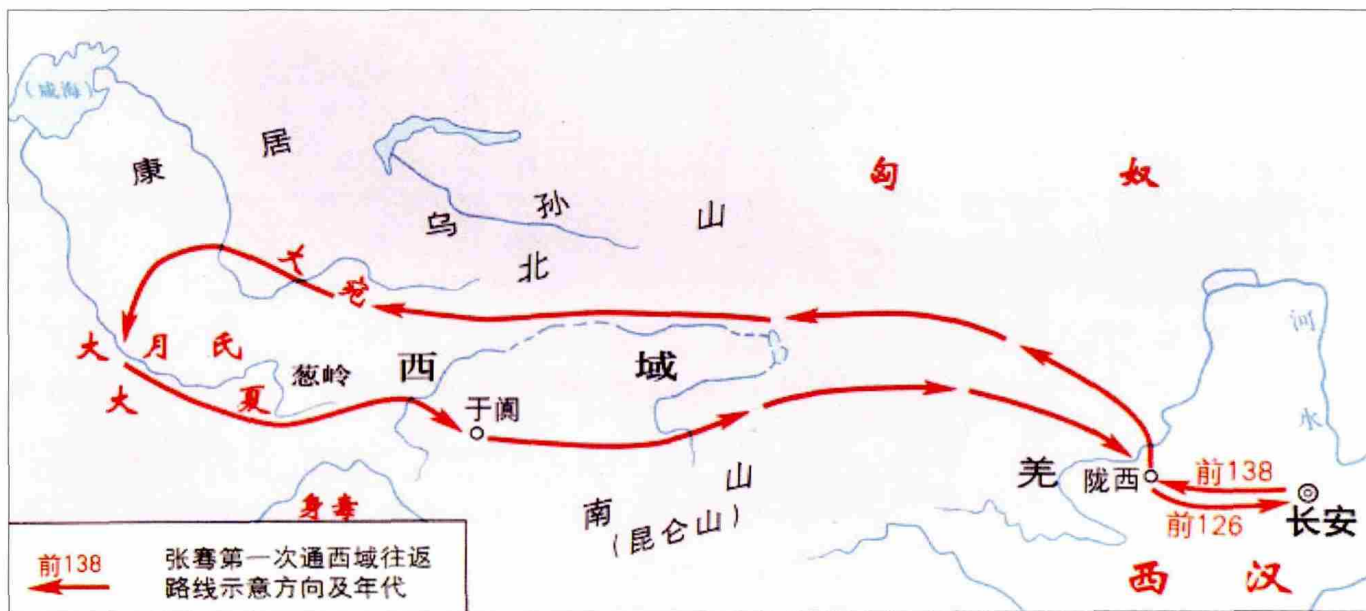 (咸海)
康 居
乌 孙
北 山
匈 奴
大 宛
大 月 氏
大 夏
葱岭
西 域
于阗
身毒
南 山
(昆仑山)
羌
陇西
河 水
前138
前126
长安
西 汉
前138 张骞第一次通西域往返
路线示意方向及年代